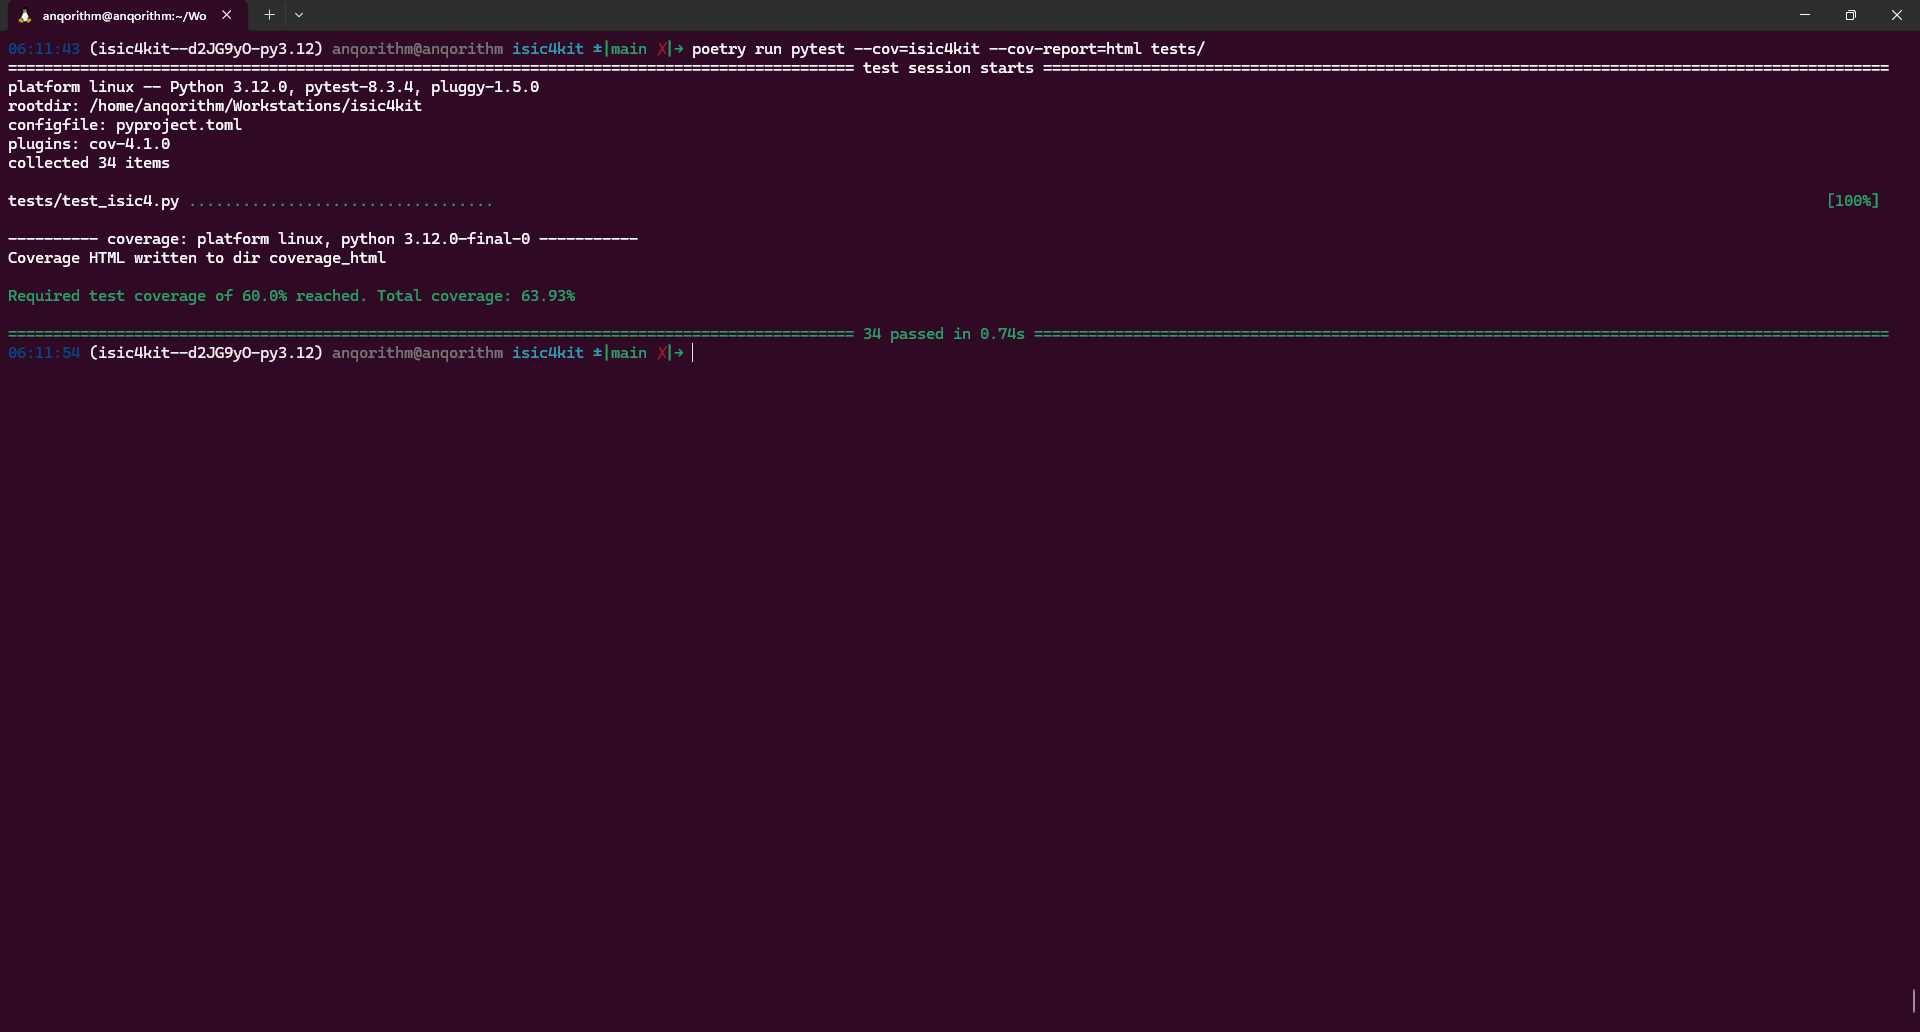 anqorithm@anqorithm:~/Wo
06:11:43 (isic4kit--d2JG9yO-py3.12) anqorithm@anqorithm isic4kit ±|main ✗|→ poetry run pytest --cov=isic4kit --cov-report=html tests/
============================================================================================== test session starts ==============================================================================================
platform linux -- Python 3.12.0, pytest-8.3.4, pluggy-1.5.0
rootdir: /home/anqorithm/Workstations/isic4kit
configfile: pyproject.toml
plugins: cov-4.1.0
collected 34 items
tests/test_isic4.py .................................. [100%]
---------- coverage: platform linux, python 3.12.0-final-0 -----------
Coverage HTML written to dir coverage_html
Required test coverage of 60.0% reached. Total coverage: 63.93%
============================================================================================== 34 passed in 0.74s ===============================================================================================
06:11:54 (isic4kit--d2JG9yO-py3.12) anqorithm@anqorithm isic4kit ±|main ✗|→